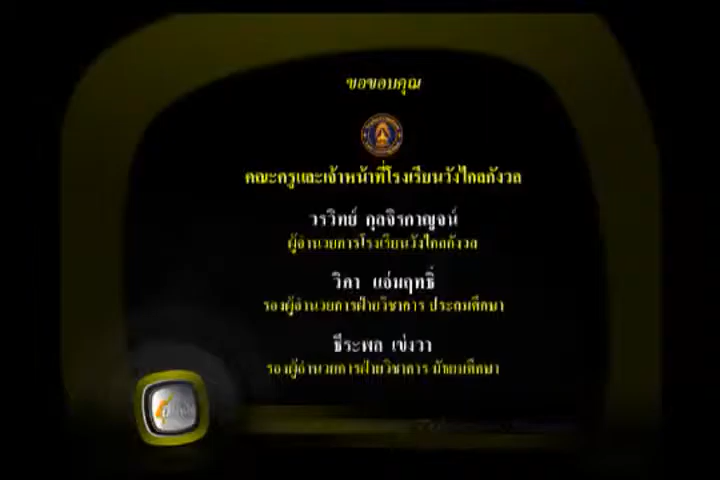 ขอขอบคุณ
คณะครูและเจ้าหน้าที่โรงเรียนวังไกลกังวล
วรวิทย์ กุลจิรกาญจน์
ผู้อำนวยการโรงเรียนวังไกลกังวล
วิภา แย้มฤทธิ์
รองผู้อำนวยการฝ่ายวิชาการ ประถมศึกษา
ธีระพล เข่งวา
รองผู้อำนวยการฝ่ายวิชาการ มัธยมศึกษา